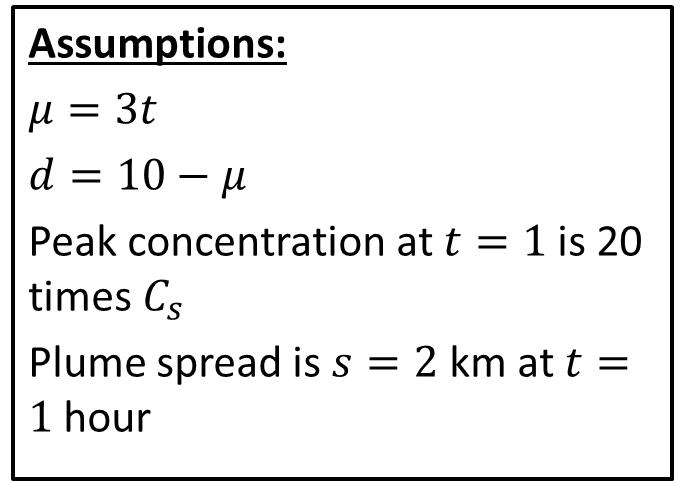 Assumptions:
𝜇 = 3𝑡
𝑑 = 10 − 𝜇
Peak concentration at 𝑡 = 1 is 20
times 𝐶ₛ
Plume spread is 𝑠 = 2 km at 𝑡 =
1 hour